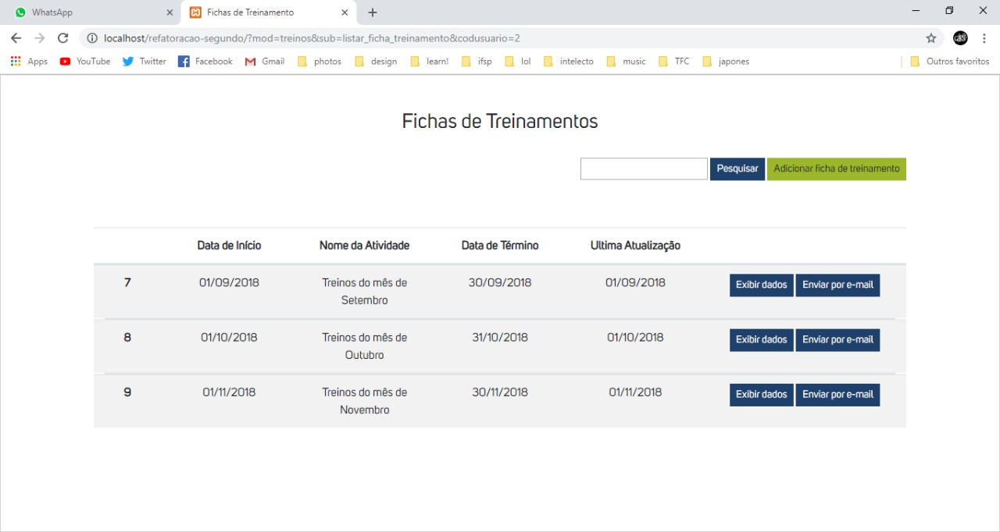 WhatsApp
Fichas de Treinamento
localhost/refatoracao-segundo/?mod=treinos&sub=listar_ficha_treinamento&codusuario=2
Apps YouTube Twitter Facebook Gmail photos design learn! ifsp lol intelecto music TFC japones Outros favoritos
Fichas de Treinamentos
Pesquisar Adicionar ficha de treinamento
Data de Início Nome da Atividade Data de Término Ultima Atualização
7 01/09/2018 Treinos do mês de 30/09/2018 01/09/2018 Exibir dados Enviar por e-mail
Setembro
8 01/10/2018 Treinos do mês de 31/10/2018 01/10/2018 Exibir dados Enviar por e-mail
Outubro
9 01/11/2018 Treinos do mês de 30/11/2018 01/11/2018 Exibir dados Enviar por e-mail
Novembro